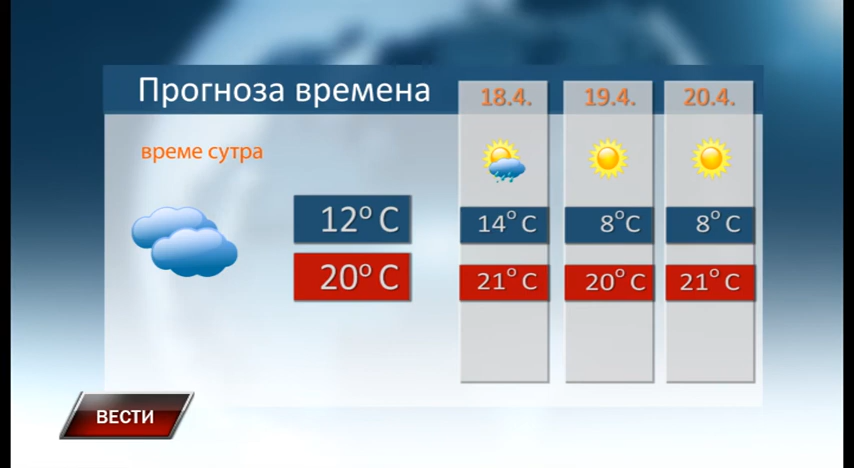 Прогноза времена
18.4. 19.4. 20.4.
време сутра
12° C
20° C
14° C 8°C 8° C
21° C 20° C 21° C
ВЕСТИ